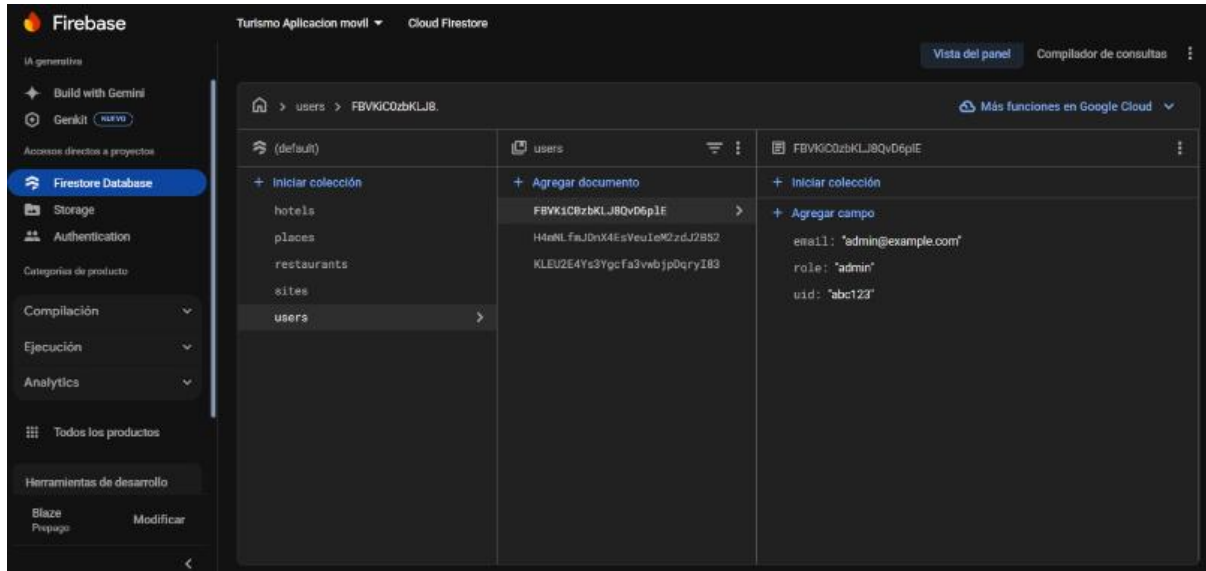 Firebase
Turismo Aplicacion movil
Cloud Firestore
IA generativa
Vista del panel
Compilador de consultas
Build with Gemini
Genkit
NUEVO
> users > FBVKiC0zbKLJ8.
Más funciones en Google Cloud
Accesos directos a proyectos
(default)
users
FBVKiC0zbKLJ8QvD6plE
Firestore Database
+ Iniciar colección
+ Agregar documento
+ Iniciar colección
Storage
hotels
FBVKiC0zbKLJ8QvD6plE
+ Agregar campo
Authentication
places
H4mNLfmJDnX4EsVeuIeM2zdJ2B52
email: "admin@example.com"
restaurants
KLEU2E4Ys3Ygcfa3vwbjpDqryI83
role: "admin"
Categorías de producto
sites
uid: "abc123"
Compilación
users
Ejecución
Analytics
Todos los productos
Herramientas de desarrollo
Blaze
Prepago
Modificar